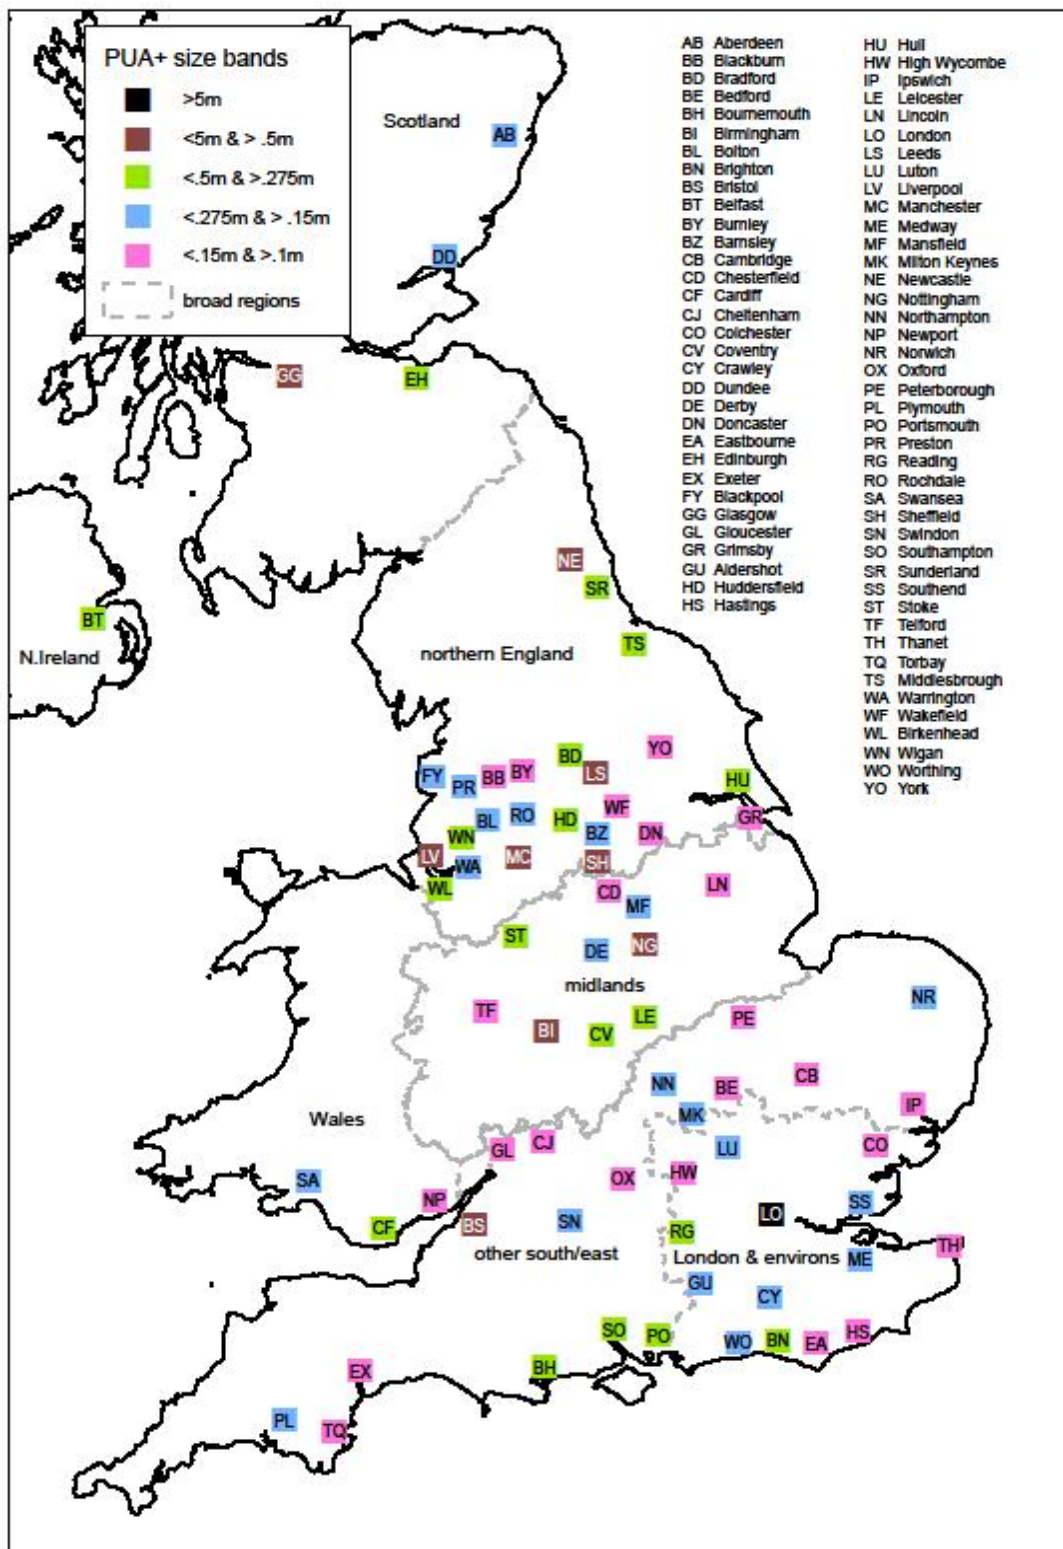 PUA+ size bands
>5m
<5m & > .5m
<.5m & >.275m
<.275m & > .15m
<.15m & >.1m
broad regions
AB Aberdeen
BB Blackburn
BD Bradford
BE Bedford
BH Bournemouth
BI Birmingham
BL Bolton
BN Brighton
BS Bristol
BT Belfast
BY Burnley
BZ Barnsley
CB Cambridge
CD Chesterfield
CF Cardiff
CJ Cheltenham
CO Colchester
CV Coventry
CY Crawley
DD Dundee
DE Derby
DN Doncaster
EA Eastbourne
EH Edinburgh
EX Exeter
FY Blackpool
GG Glasgow
GL Gloucester
GR Grimsby
GU Aldershot
HD Huddersfield
HS Hastings
HU Hull
HW High Wycombe
IP Ipswich
LE Leicester
LN Lincoln
LO London
LS Leeds
LU Luton
LV Liverpool
MC Manchester
ME Medway
MF Mansfield
MK Milton Keynes
NE Newcastle
NG Nottingham
NN Northampton
NP Newport
NR Norwich
OX Oxford
PE Peterborough
PL Plymouth
PO Portsmouth
PR Preston
RG Reading
RO Rochdale
SA Swansea
SH Sheffield
SN Swindon
SO Southampton
SR Sunderland
SS Southend
ST Stoke
TF Telford
TH Thanet
TQ Torbay
TS Middlesbrough
WA Warrington
WF Wakefield
WL Birkenhead
WN Wigan
WO Worthing
YO York
Scotland
AB
DD
GG
EH
NE
SR
BT
N.Ireland
TS
northern England
YO
BD
FY
PR
BB
BY
LS
HU
WF
BL
RO
HD
BZ
DN
GR
WN
LV
WA
MC
SH
WL
CD
MF
LN
ST
DE
NG
midlands
NR
TF
BI
CV
LE
PE
NN
BE
CB
MK
IP
Wales
GL
CJ
LU
CO
SA
NP
OX
HW
SS
CF
BS
SN
LO
RG
other south/east
London & environs
ME
TH
GU
CY
SO
PO
WO
BN
EA
HS
EX
BH
PL
TQ